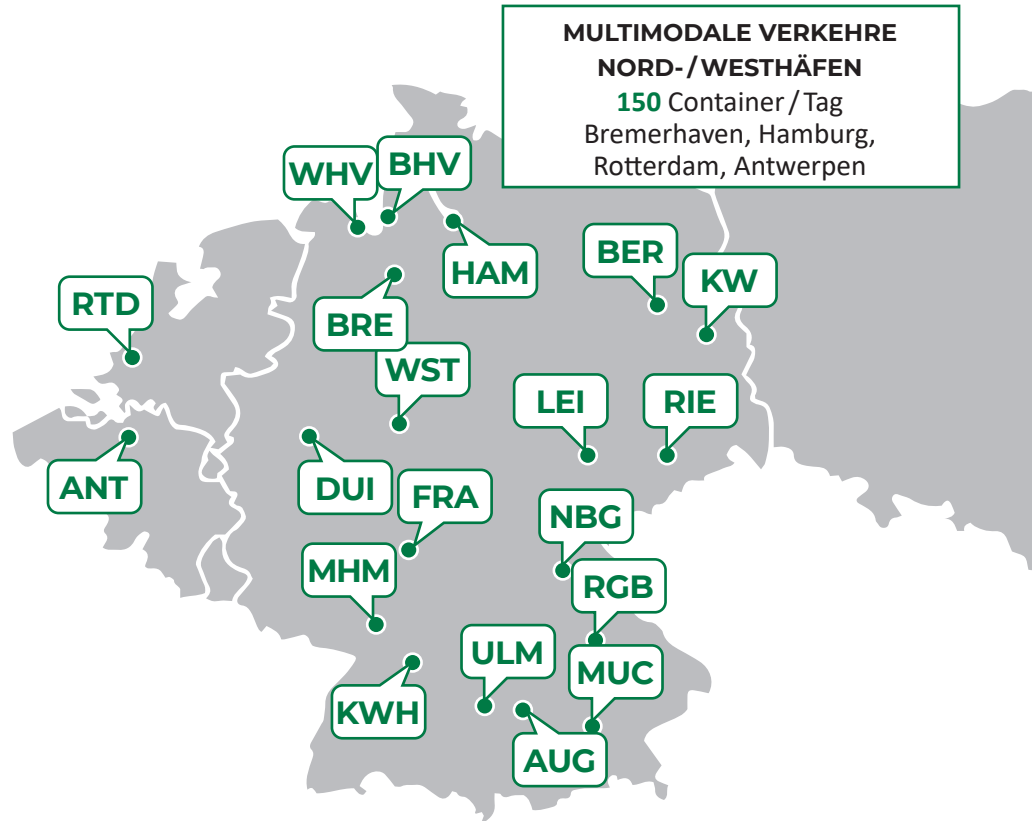 MULTIMODALE VERKEHRE
NORD-/WESTHÄFEN
150 Container/Tag
Bremerhaven, Hamburg,
Rotterdam, Antwerpen
WHV
BHV
HAM
BER
KW
RTD
BRE
WST
LEI
RIE
ANT
DUI
FRA
NBG
MHM
RGB
ULM
MUC
KWH
AUG